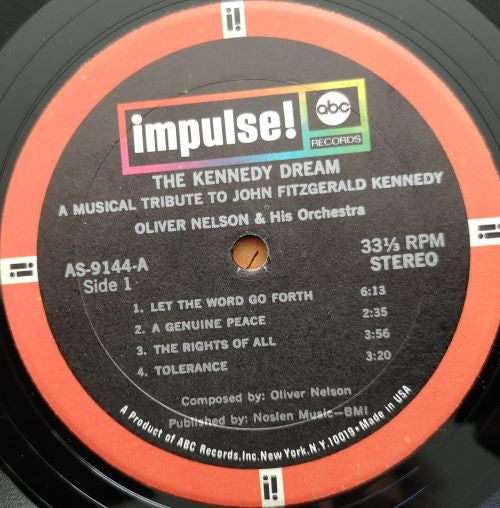 i!
impulse!
abc
RECORDS
THE KENNEDY DREAM
A MUSICAL TRIBUTE TO JOHN FITZGERALD KENNEDY
OLIVER NELSON & His Orchestra
AS-9144-A
Side 1
33⅓ RPM
STEREO
1. LET THE WORD GO FORTH 6:13
2. A GENUINE PEACE 2:35
3. THE RIGHTS OF ALL 3:56
4. TOLERANCE 3:20
i!
i!
Composed by: Oliver Nelson
Published by: Noslen Music—BMI
A Product of ABC Records, Inc. New York, N.Y. 10019 • Made in USA
i!